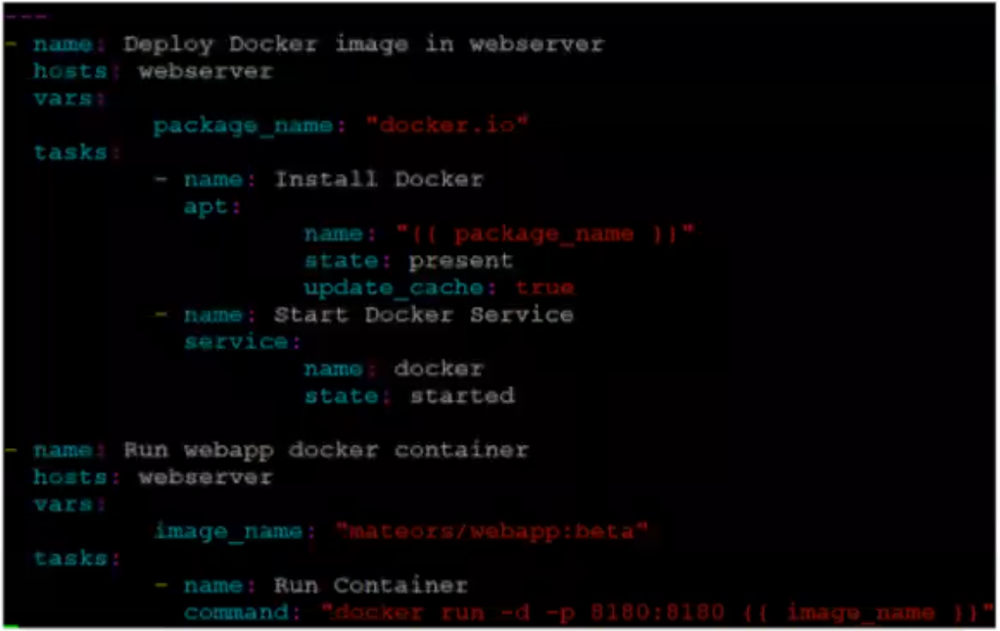 ---
- name: Deploy Docker image in webserver
  hosts: webserver
  vars:
          package_name: "docker.io"
  tasks:
          - name: Install Docker
            apt:
                    name: "{{ package_name }}"
                    state: present
                    update_cache: true
          - name: Start Docker Service
            service:
                    name: docker
                    state: started

- name: Run webapp docker container
  hosts: webserver
  vars:
          image_name: "mateors/webapp:beta"
  tasks:
          - name: Run Container
            command: "docker run -d -p 8180:8180 {{ image_name }}"